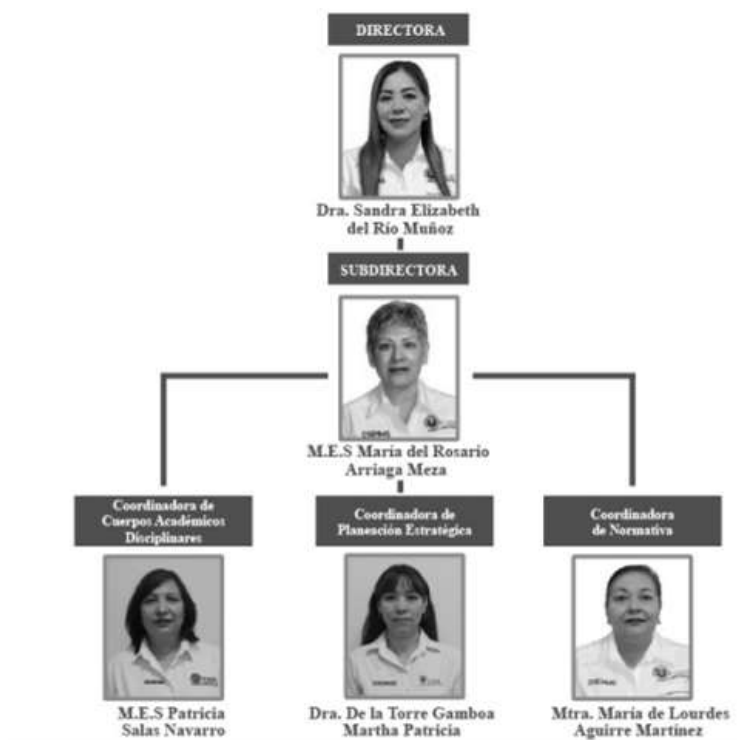 DIRECTORA
Dra. Sandra Elizabeth
del Río Muñoz
SUBDIRECTORA
M.E.S María del Rosario
Arriaga Meza
Coordinadora de
Cuerpos Académicos
Disciplinares
Coordinadora de
Planeación Estratégica
Coordinadora
de Normativa
M.E.S Patricia
Salas Navarro
Dra. De la Torre Gamboa
Martha Patricia
Mtra. María de Lourdes
Aguirre Martínez